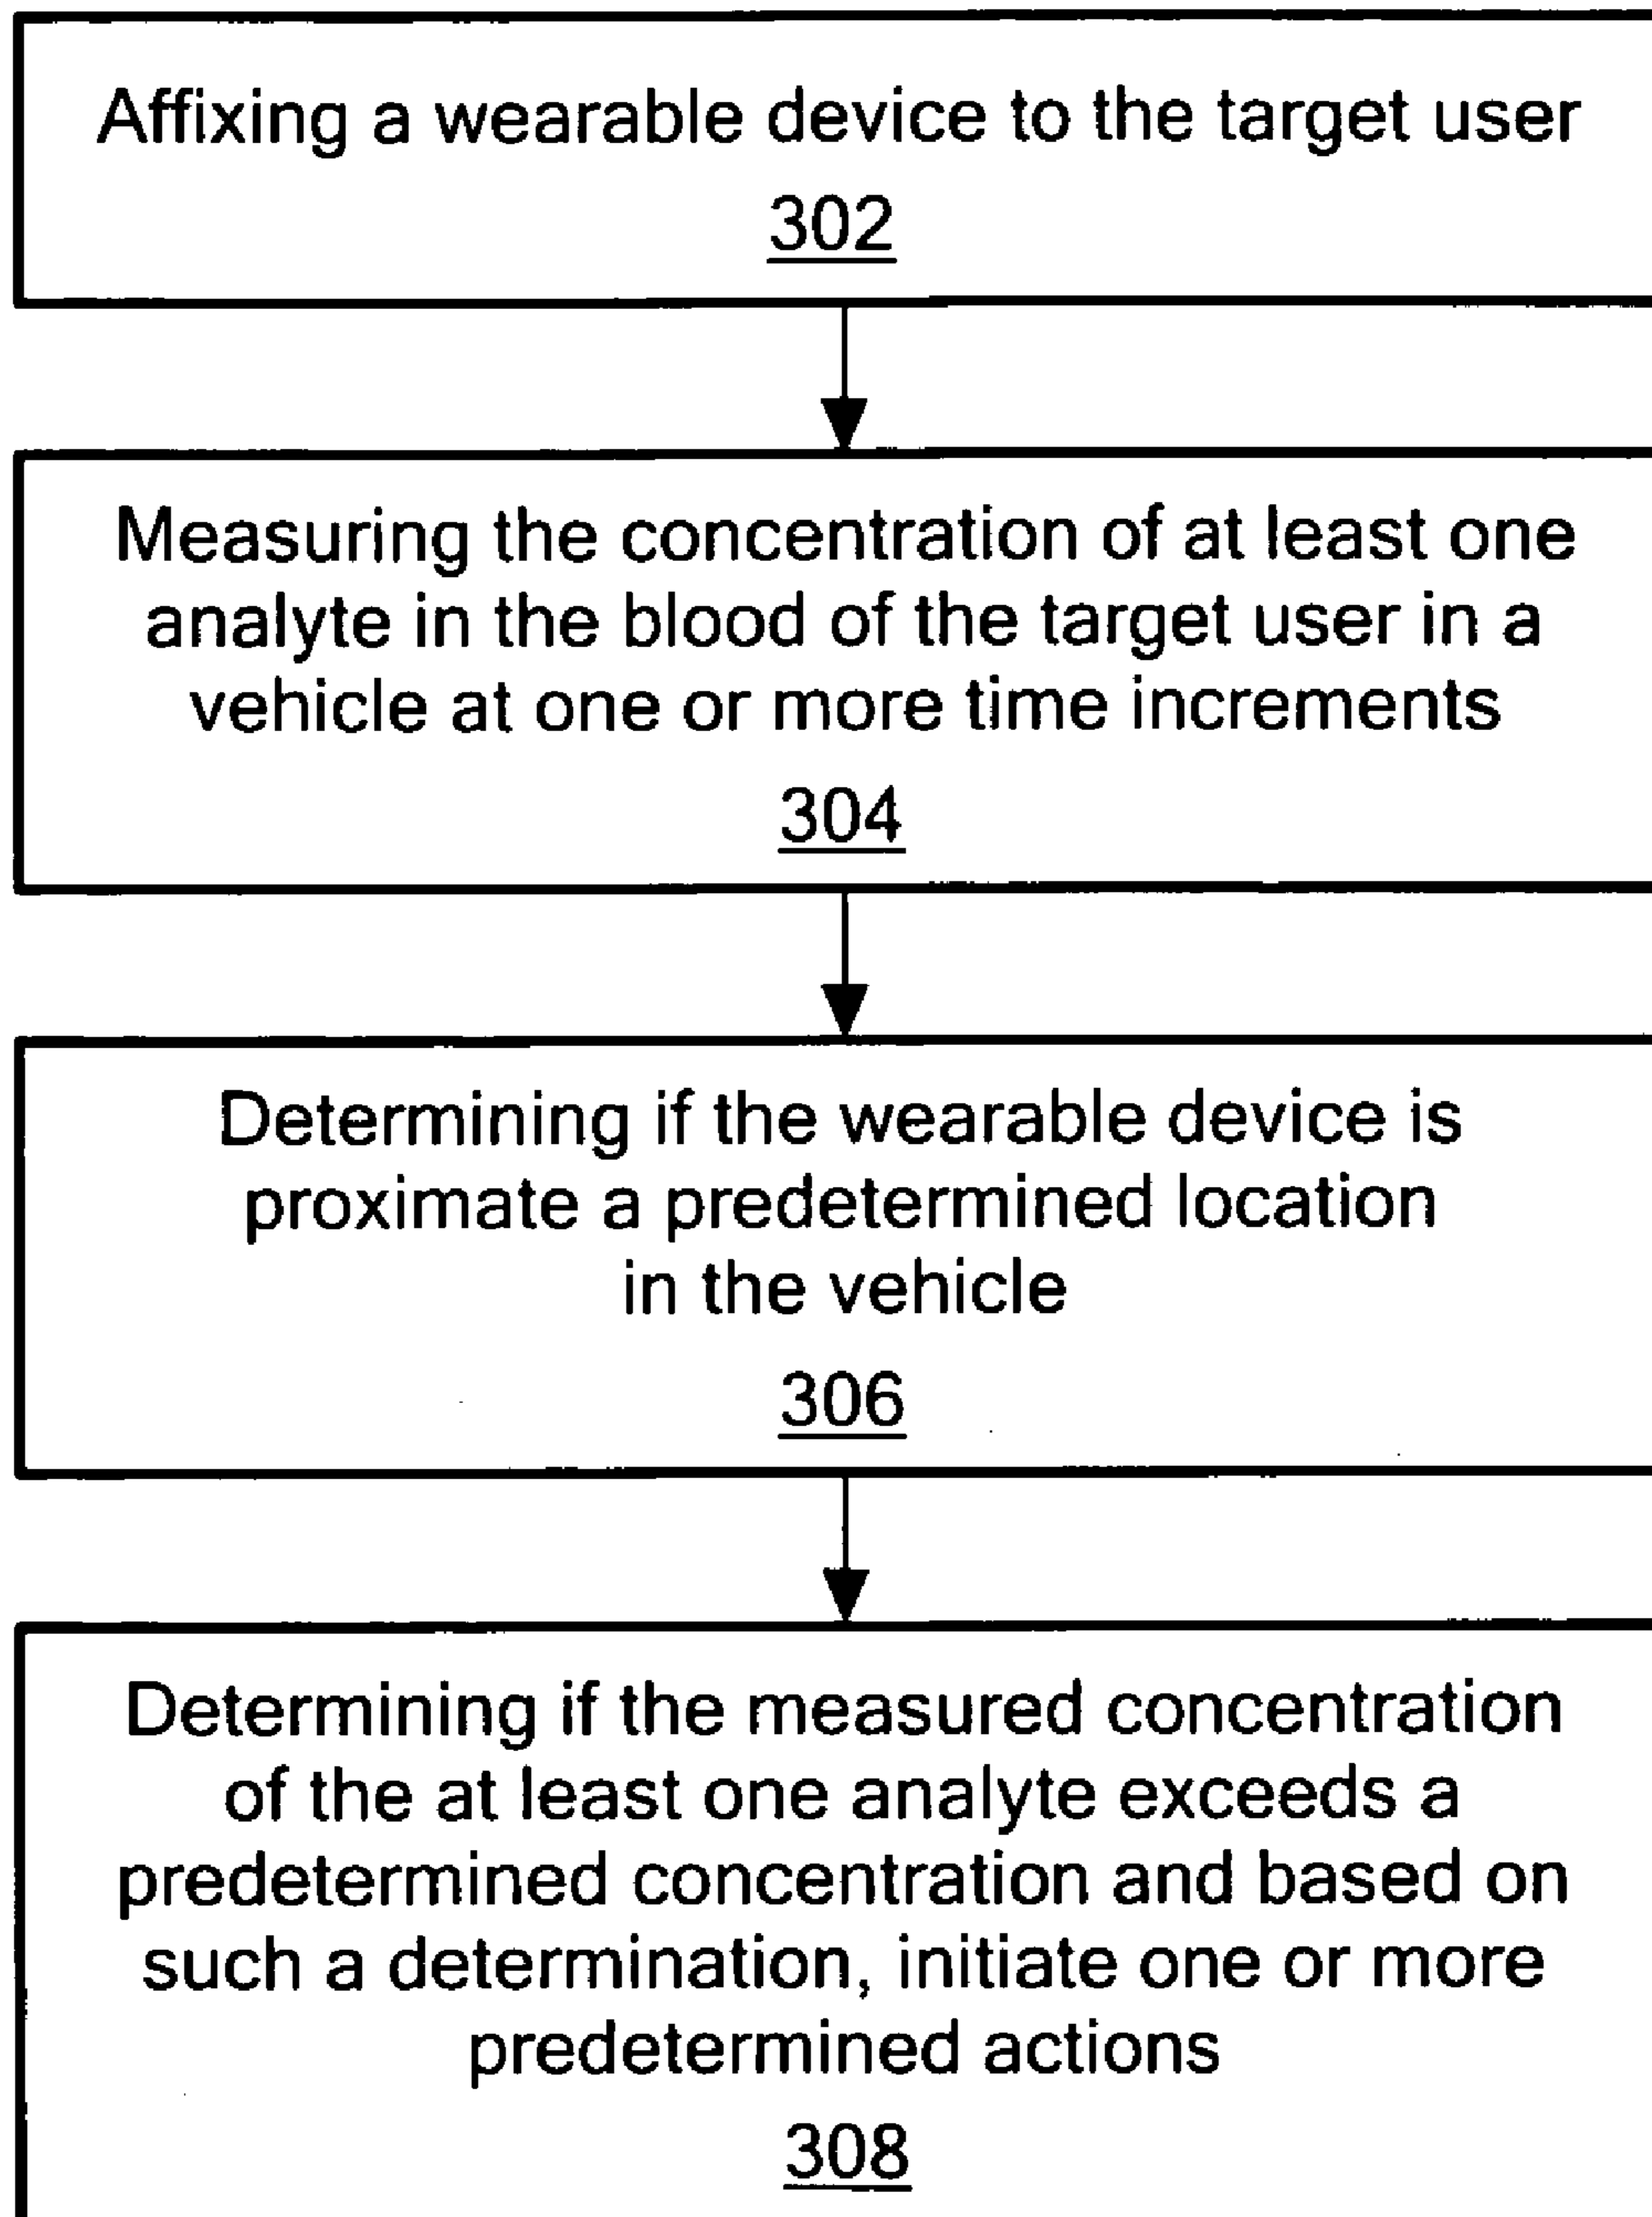 Affixing a wearable device to the target user
302
Measuring the concentration of at least one
analyte in the blood of the target user in a
vehicle at one or more time increments
304
Determining if the wearable device is
proximate a predetermined location
in the vehicle
306
Determining if the measured concentration
of the at least one analyte exceeds a
predetermined concentration and based on
such a determination, initiate one or more
predetermined actions
308